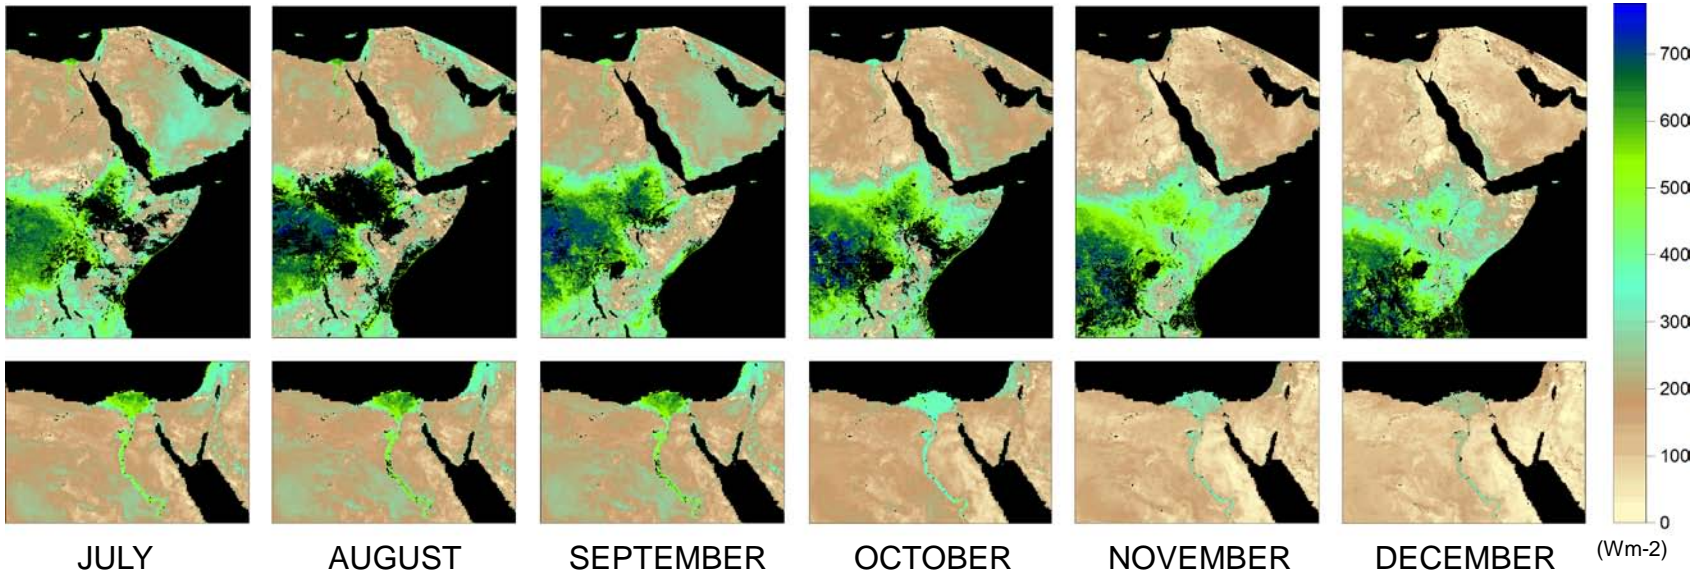 700
600
500
400
300
200
100
0
(Wm-2)
JULY
AUGUST
SEPTEMBER
OCTOBER
NOVEMBER
DECEMBER